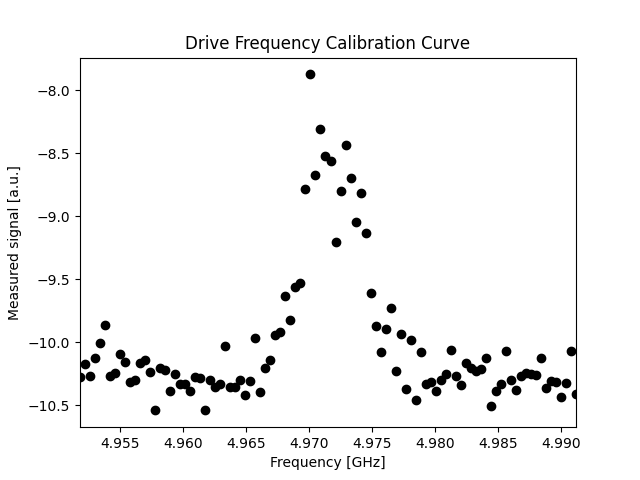 Drive Frequency Calibration Curve
−8.0
−8.5
−9.0
−9.5
−10.0
−10.5
Measured signal [a.u.]
4.955 4.960 4.965 4.970 4.975 4.980 4.985 4.990
Frequency [GHz]